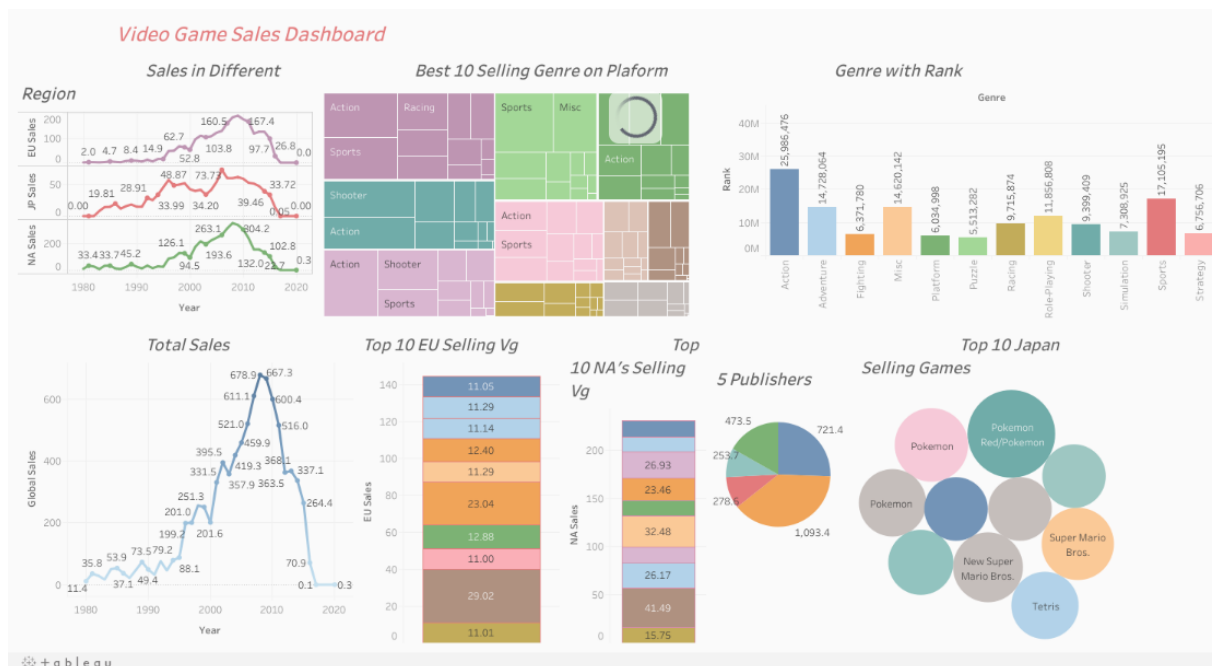 Video Game Sales Dashboard
Sales in Different
Region
EU Sales
200
100
0
2.0 4.7 8.4 14.9 62.7 52.8 160.5 103.8 167.4 97.7 26.8 0.0
JP Sales
50
0
0.00 19.81 28.91 48.87 33.99 73.73 34.20 39.46 33.72 0.05 0.00
NA Sales
200
0
33.4 33.7 45.2 126.1 94.5 263.1 193.6 304.2 132.0 22.7 102.8 0.3
1980 1990 2000 2010 2020
Year
Best 10 Selling Genre on Plaform
Action Racing
Sports
Sports Misc
Action
Shooter
Action
Action
Sports
Action Shooter
Sports
Genre with Rank
Genre
Rank
40M
30M
20M
10M
0M
25,986,476
14,728,064
6,371,780
14,620,142
6,034,998
5,513,282
9,715,874
11,856,808
9,399,409
7,308,925
17,105,195
6,756,706
Action
Adventure
Fighting
Misc
Platform
Puzzle
Racing
Role-Playing
Shooter
Simulation
Sports
Strategy
Total Sales
Global Sales
600
400
200
0
11.4
35.8
53.9
37.1
73.5
49.4
79.2
88.1
199.2
201.0
251.3
201.6
331.5
395.5
357.9
419.3
459.9
521.0
611.1
678.9
667.3
600.4
516.0
363.5
368.1
337.1
264.4
70.9
0.1
0.3
1980 1990 2000 2010 2020
Year
Top 10 EU Selling Vg
EU Sales
140
120
100
80
60
40
20
0
11.05
11.29
11.14
12.40
11.29
23.04
12.88
11.00
29.02
11.01
Top
10 NA's Selling
Vg
NA Sales
200
150
100
50
0
26.93
23.46
32.48
26.17
41.49
15.75
5 Publishers
473.5
721.4
253.7
278.6
1,093.4
Top 10 Japan
Selling Games
Pokemon
Red/Pokemon
Pokemon
Pokemon
Super Mario
Bros.
New Super
Mario Bros.
Tetris
+ableau